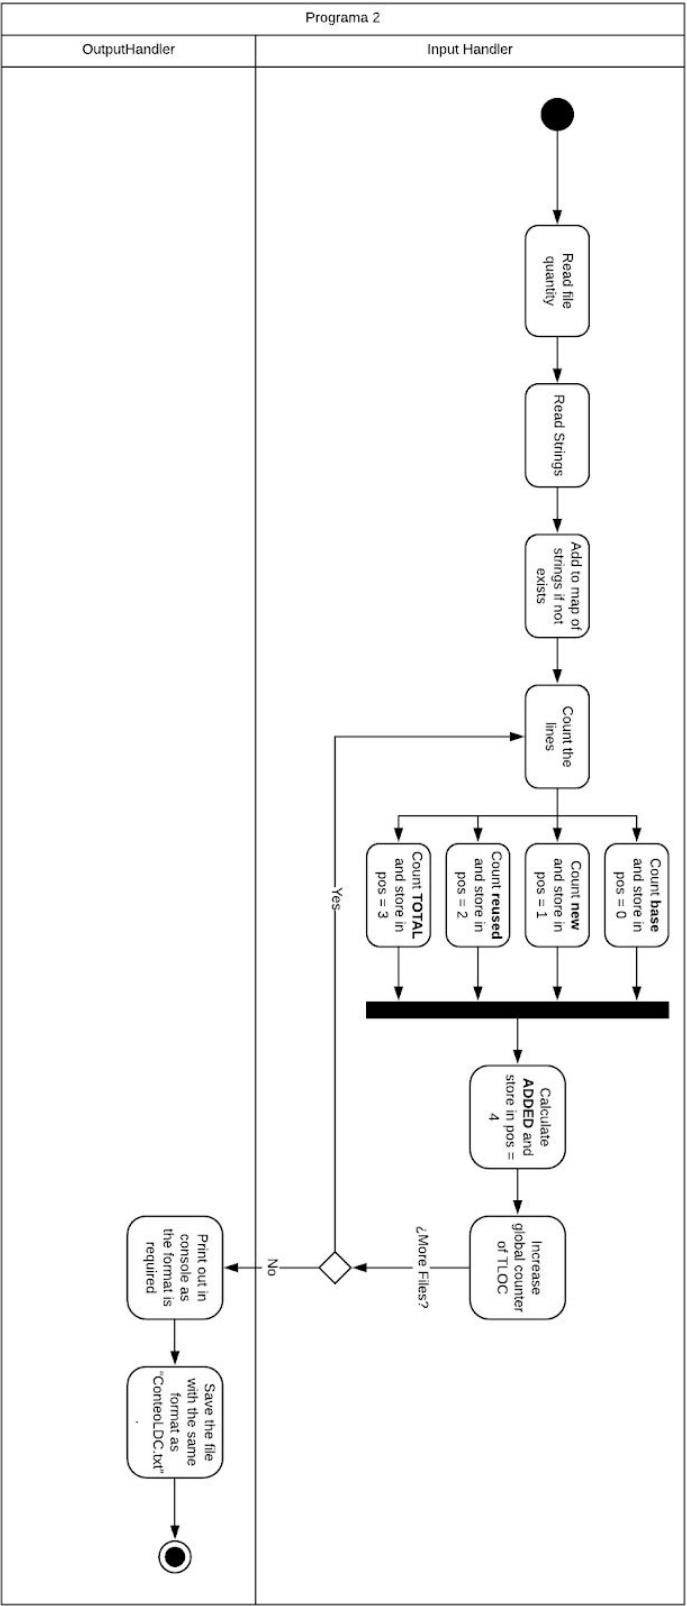 Programa 2
OutputHandler
Input Handler
Read file
quantity
Read Strings
Add to map of
strings if not
exists
Count the
lines
Count base
and store in
pos = 0
Count new
and store in
pos = 1
Count reused
and store in
pos = 2
Count TOTAL
and store in
pos = 3
Calculate
ADDED and
store in pos =
4
Increase
global counter
of TLOC
¿More Files?
Yes
No
Print out in
console as
the format is
required
Save the file
with the same
format as
"ConteoLDC.txt"
.